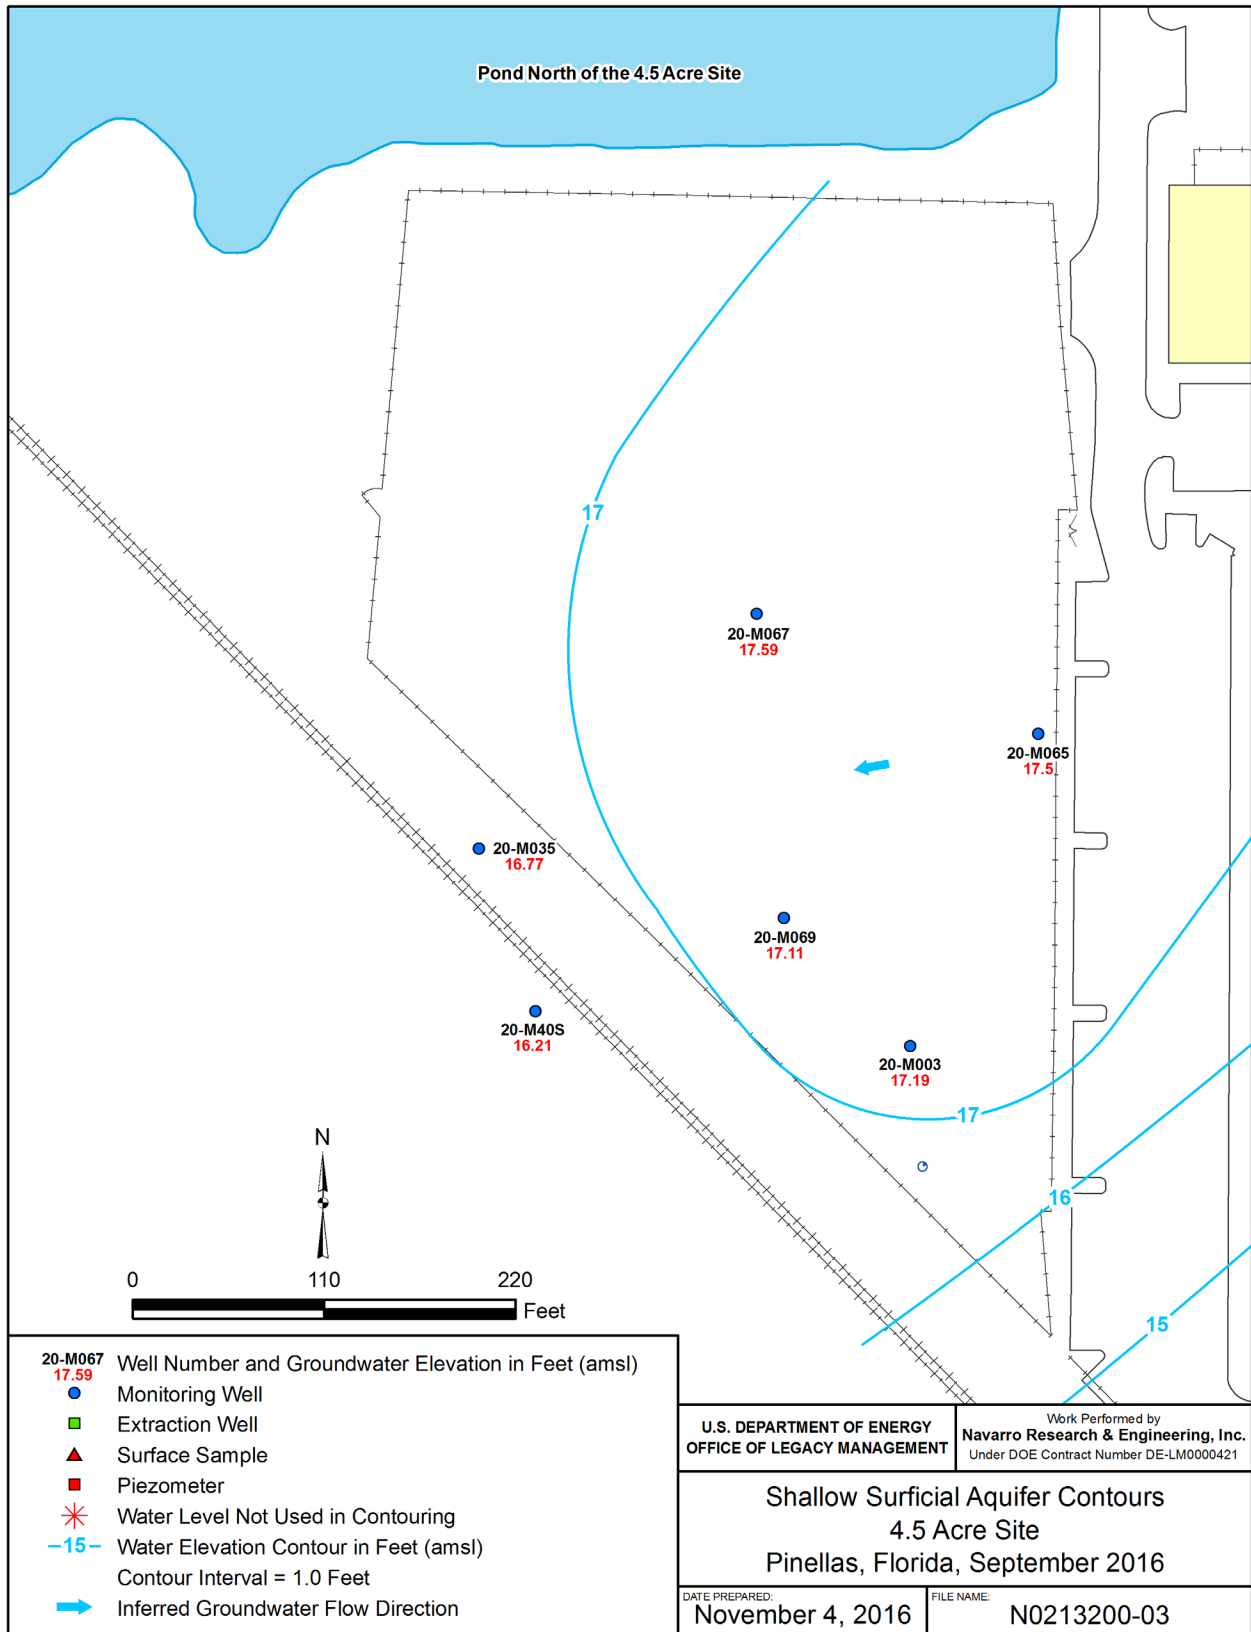 Pond North of the 4.5 Acre Site
17
20-M067
17.59
20-M065
17.5
20-M035
16.77
20-M069
17.11
20-M40S
16.21
20-M003
17.19
17
16
15
N
0 110 220
Feet
20-M067
17.59
Well Number and Groundwater Elevation in Feet (amsl)
Monitoring Well
Extraction Well
Surface Sample
Piezometer
Water Level Not Used in Contouring
15
Water Elevation Contour in Feet (amsl)
Contour Interval = 1.0 Feet
Inferred Groundwater Flow Direction
U.S. DEPARTMENT OF ENERGY
OFFICE OF LEGACY MANAGEMENT
Work Performed by
Navarro Research & Engineering, Inc.
Under DOE Contract Number DE-LM0000421
Shallow Surficial Aquifer Contours
4.5 Acre Site
Pinellas, Florida, September 2016
DATE PREPARED:
November 4, 2016
FILE NAME:
N0213200-03